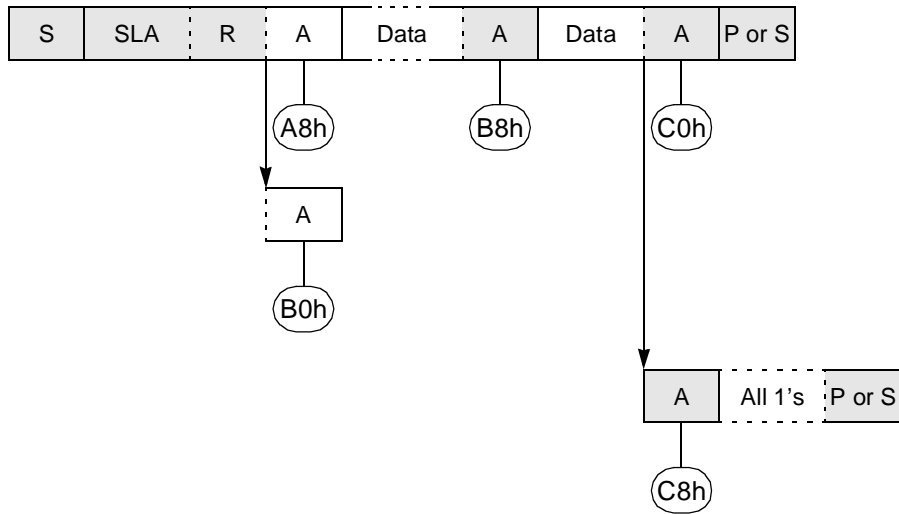 S SLA R A Data A Data A P or S
A8h B8h C0h
A
B0h
A All 1's P or S
C8h